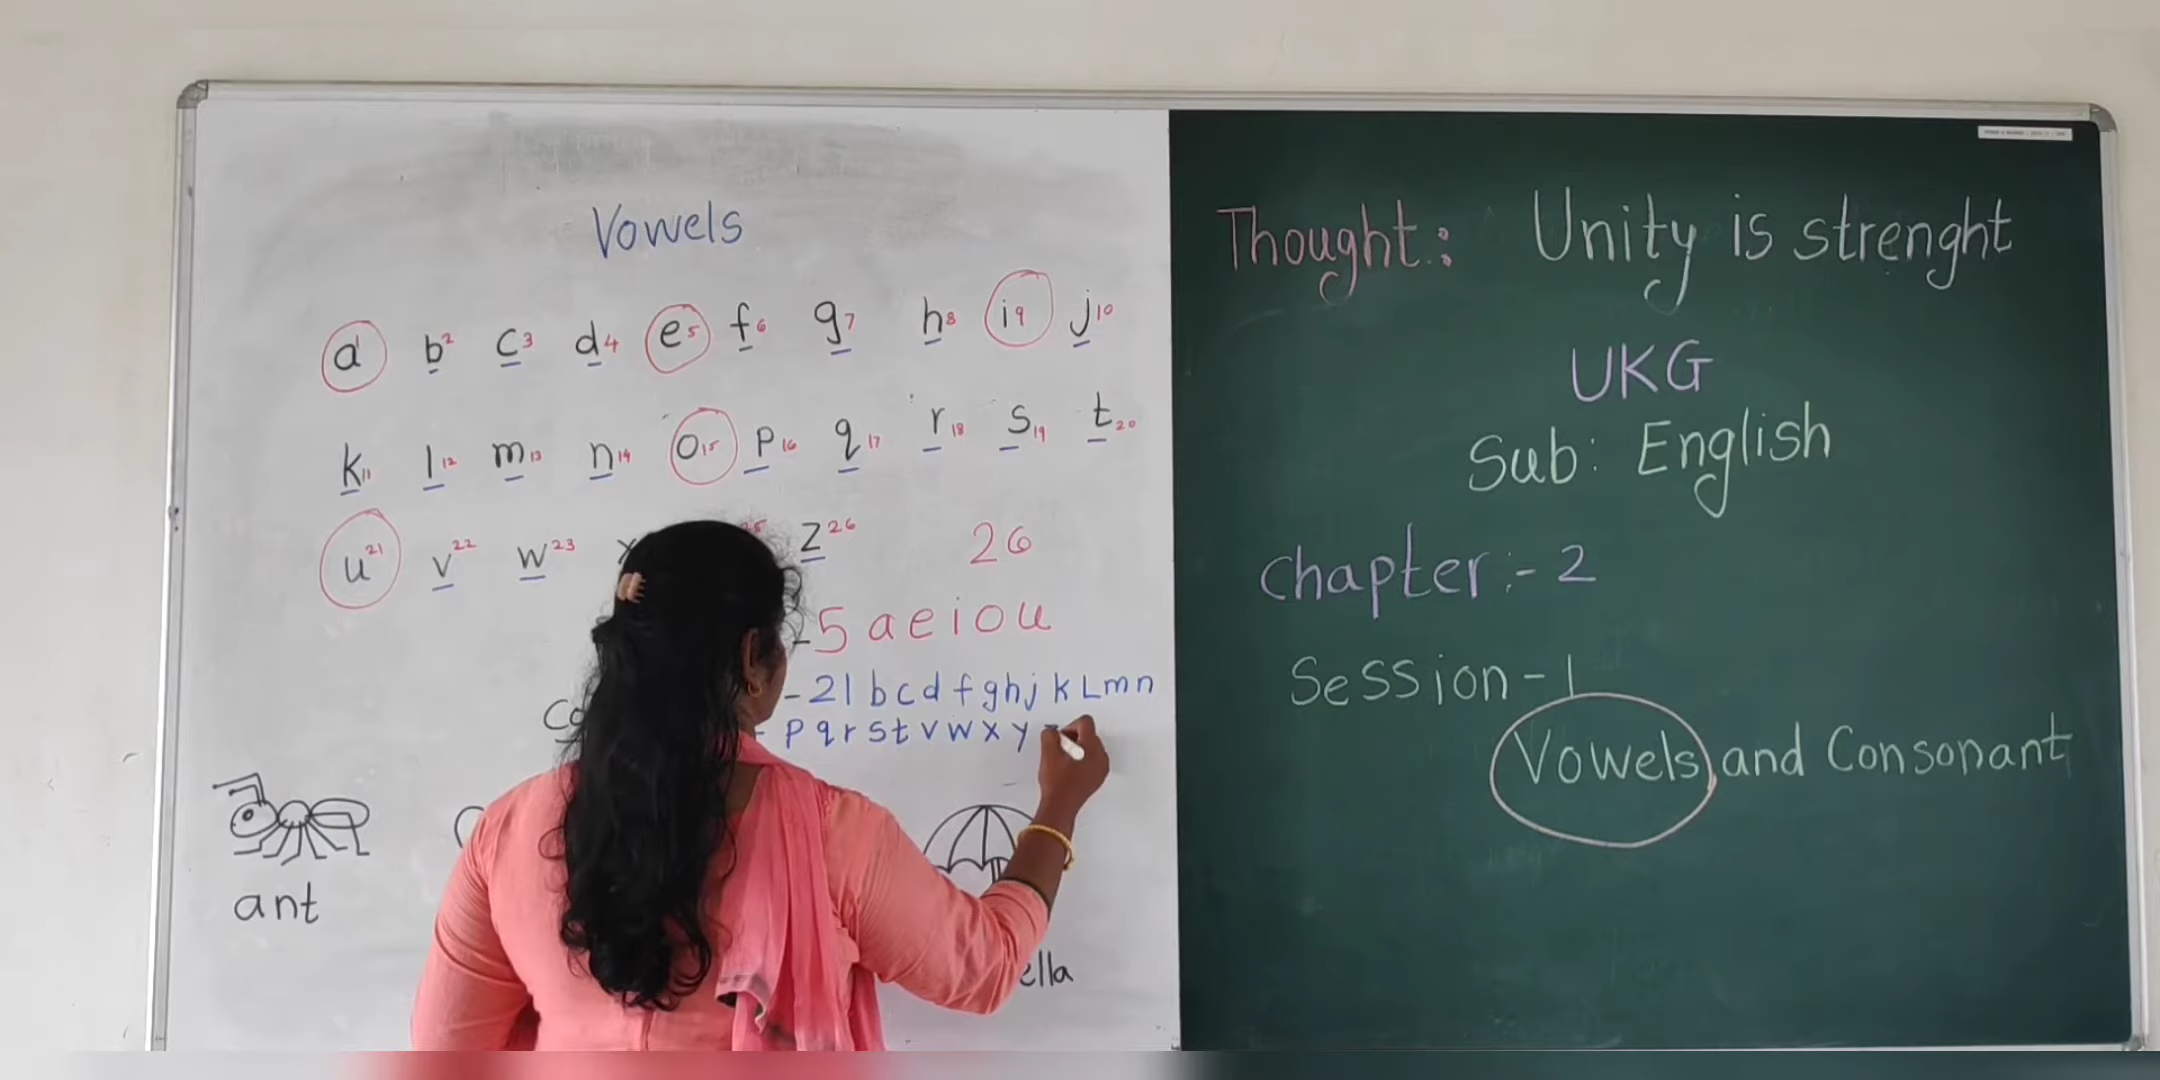 Vowels
a1 b2 c3 d4 e5 f6 g7 h8 i9 j10
k11 l12 m13 n14 o15 p16 q17 r18 s19 t20
u21 v22 w23 x 25 z26 26
-5 a e i o u
-21 b c d f g h j k L m n
p q r s t v w x y
ant
Thought: Unity is strenght
UKG
Sub: English
Chapter:- 2
Session - 1
Vowels and Consonant